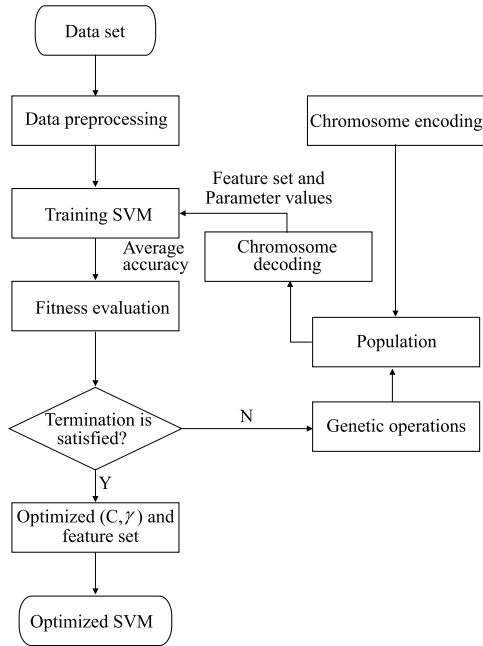 Data set
Data preprocessing
Chromosome encoding
Feature set and
Parameter values
Training SVM
Average
accuracy
Chromosome
decoding
Fitness evaluation
Population
Termination is
satisfied?
N
Genetic operations
Y
Optimized (C,γ) and
feature set
Optimized SVM